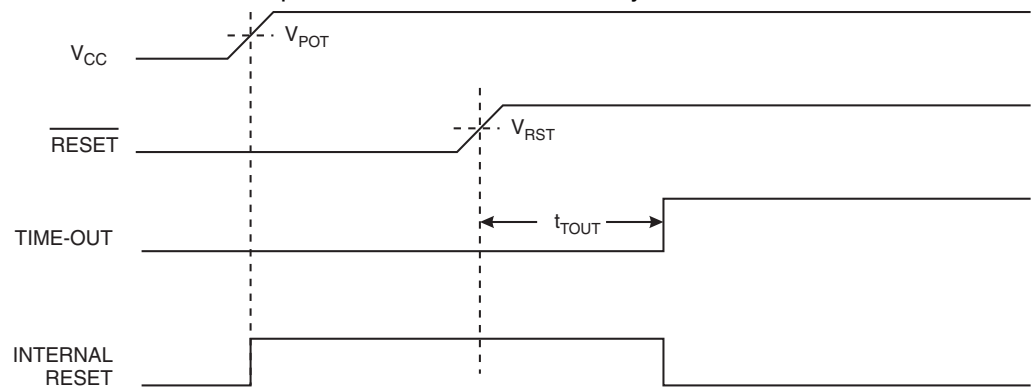 V_CC
V_POT
RESET
V_RST
TIME-OUT
t_TOUT
INTERNAL
RESET